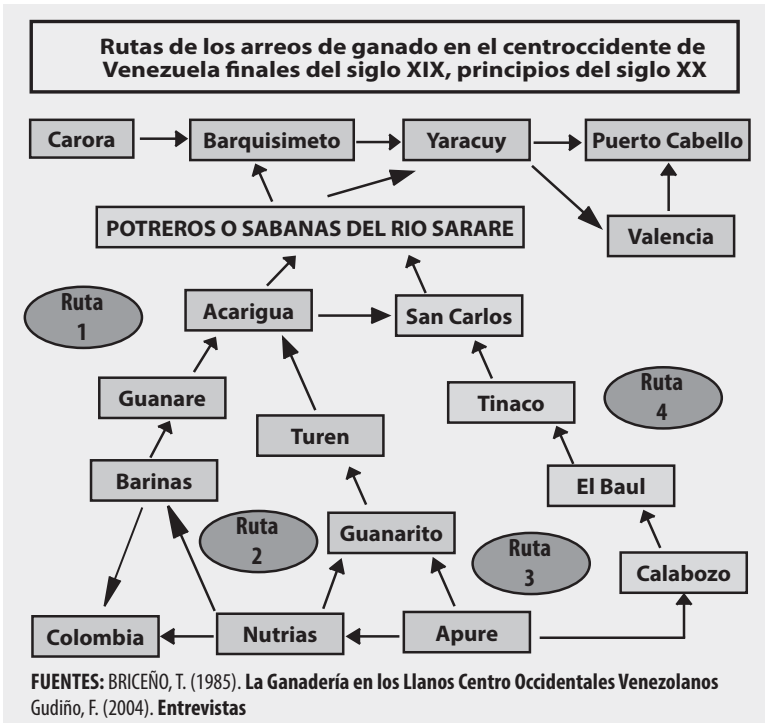 Rutas de los arreos de ganado en el centroccidente de
Venezuela finales del siglo XIX, principios del siglo XX
Carora
Barquisimeto
Yaracuy
Puerto Cabello
POTREROS O SABANAS DEL RIO SARARE
Valencia
Ruta
1
Acarigua
San Carlos
Guanare
Tinaco
Ruta
4
Turen
Barinas
El Baul
Ruta
2
Guanarito
Ruta
3
Calabozo
Colombia
Nutrias
Apure
FUENTES: BRICEÑO, T. (1985). La Ganadería en los Llanos Centro Occidentales Venezolanos
Gudiño, F. (2004). Entrevistas